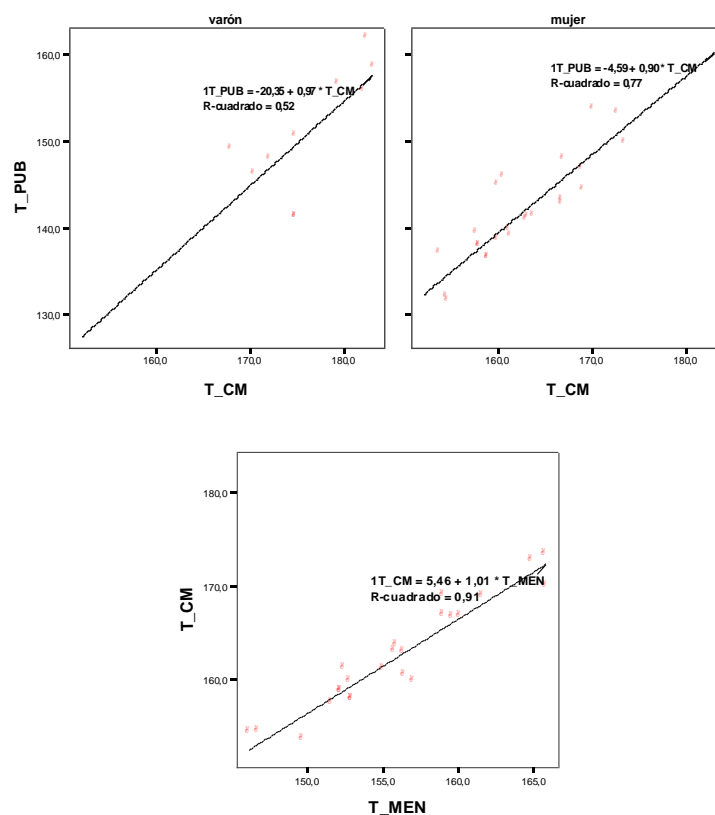 varón
mujer
160,0
150,0
140,0
130,0
T_PUB
1T_PUB = -20,35 + 0,97 * T_CM
R-cuadrado = 0,52
1T_PUB = -4,59 + 0,90 * T_CM
R-cuadrado = 0,77
160,0 170,0 180,0
160,0 170,0 180,0
T_CM
T_CM
180,0
170,0
160,0
T_CM
1T_CM = 5,46 + 1,01 * T_MEN
R-cuadrado = 0,91
150,0 155,0 160,0 165,0
T_MEN